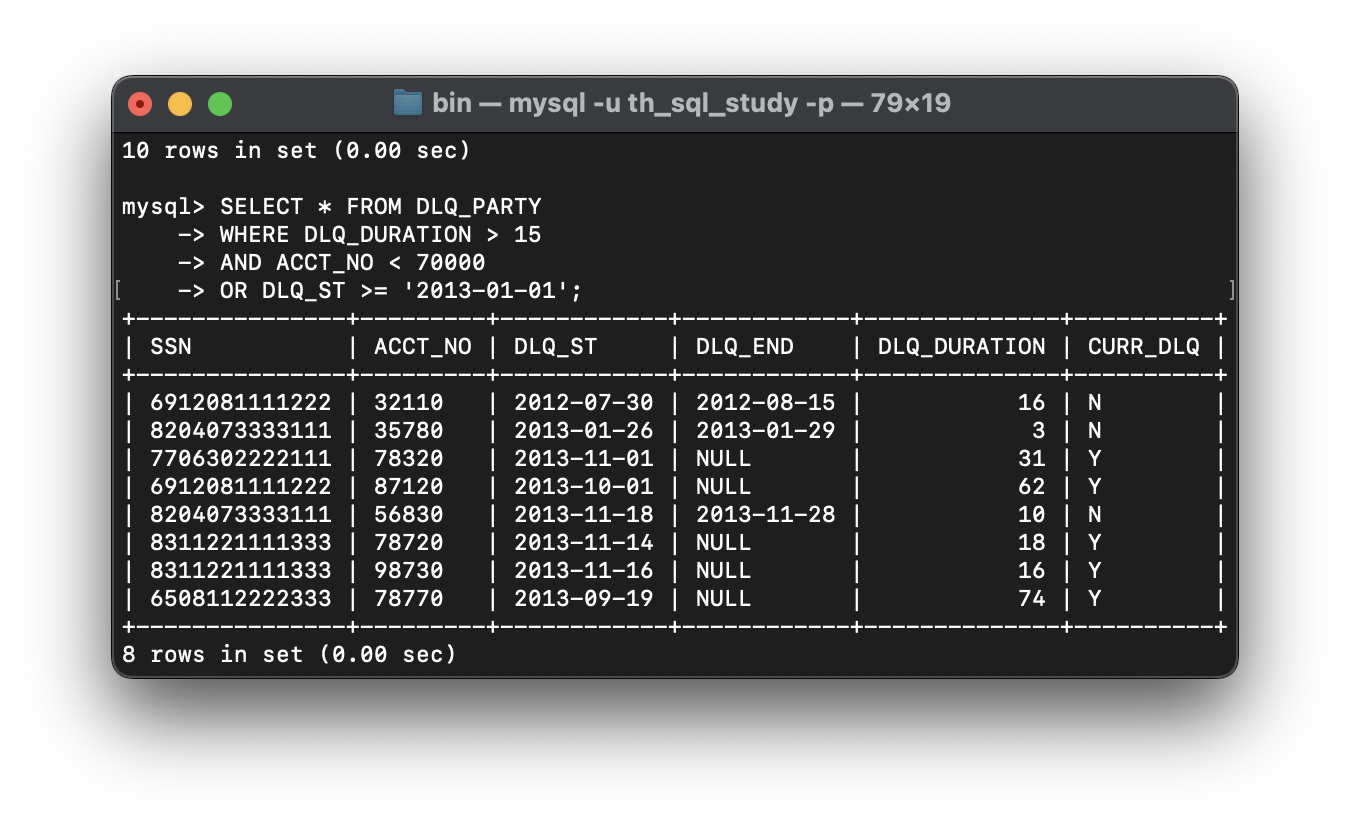 bin — mysql -u th_sql_study -p — 79×19
10 rows in set (0.00 sec)
mysql> SELECT * FROM DLQ_PARTY
    -> WHERE DLQ_DURATION > 15
    -> AND ACCT_NO < 70000
[    -> OR DLQ_ST >= '2013-01-01'; ]
+---------------+---------+------------+------------+--------------+----------+
| SSN           | ACCT_NO | DLQ_ST     | DLQ_END    | DLQ_DURATION | CURR_DLQ |
+---------------+---------+------------+------------+--------------+----------+
| 6912081111222 | 32110   | 2012-07-30 | 2012-08-15 |           16 | N        |
| 8204073333111 | 35780   | 2013-01-26 | 2013-01-29 |            3 | N        |
| 7706302222111 | 78320   | 2013-11-01 | NULL       |           31 | Y        |
| 6912081111222 | 87120   | 2013-10-01 | NULL       |           62 | Y        |
| 8204073333111 | 56830   | 2013-11-18 | 2013-11-28 |           10 | N        |
| 8311221111333 | 78720   | 2013-11-14 | NULL       |           18 | Y        |
| 8311221111333 | 98730   | 2013-11-16 | NULL       |           16 | Y        |
| 6508112222333 | 78770   | 2013-09-19 | NULL       |           74 | Y        |
+---------------+---------+------------+------------+--------------+----------+
8 rows in set (0.00 sec)